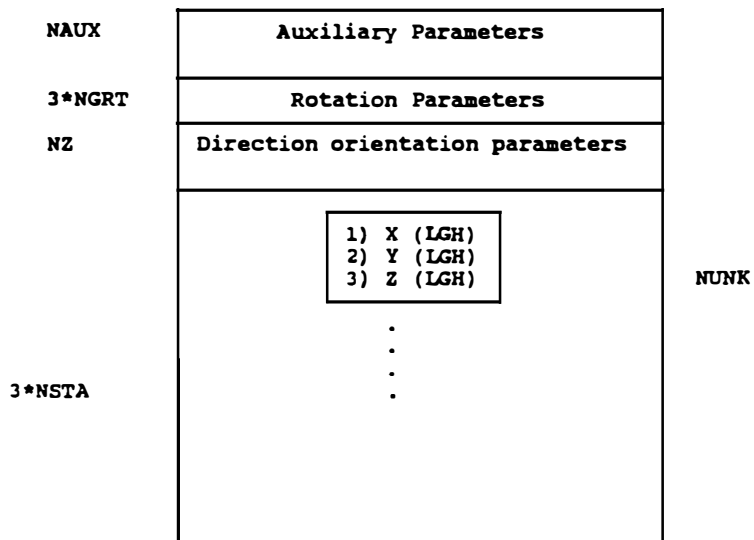 NAUX Auxiliary Parameters
3*NGRT Rotation Parameters
NZ Direction orientation parameters
1) X (LGH)
2) Y (LGH)
3) Z (LGH)
NUNK
3*NSTA